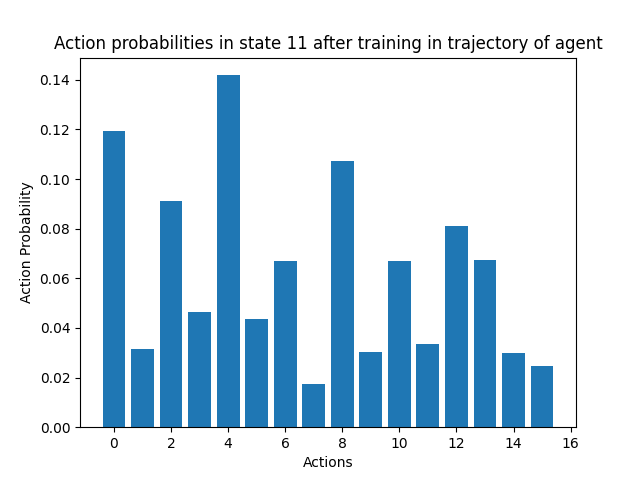 Action probabilities in state 11 after training in trajectory of agent
0.14
0.12
0.10
0.08
0.06
0.04
0.02
0.00
Action Probability
0 2 4 6 8 10 12 14 16
Actions